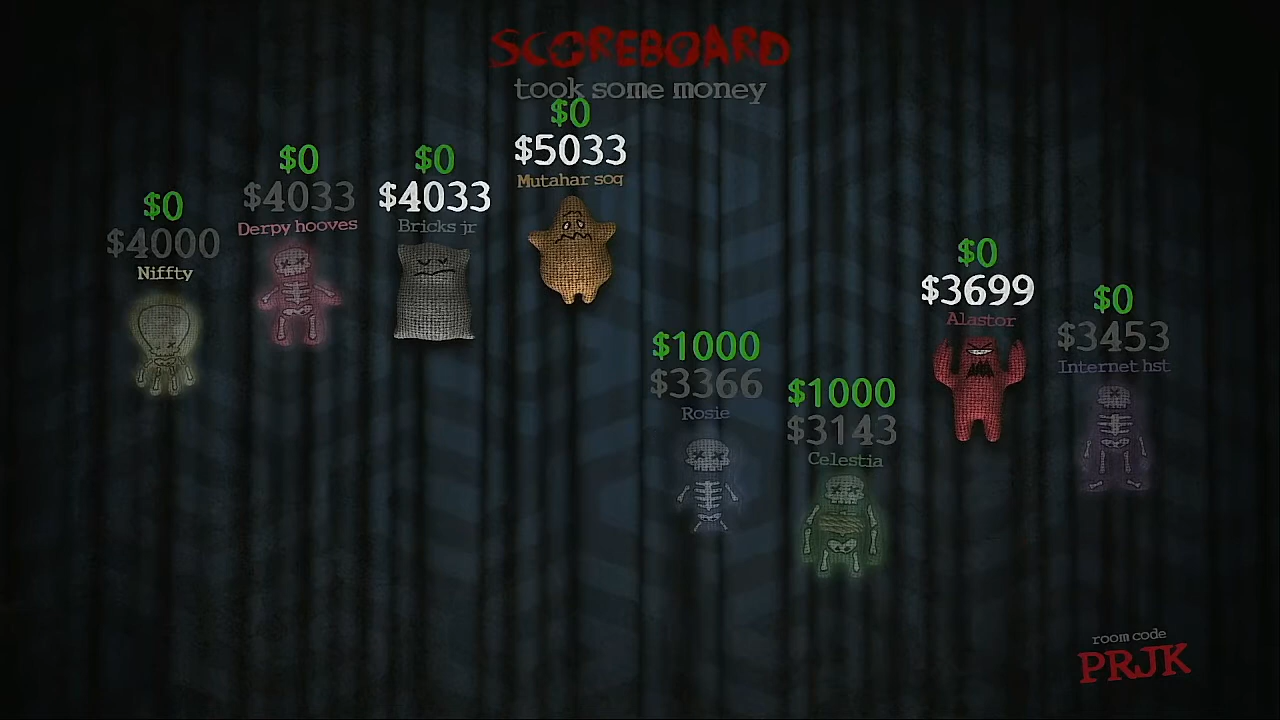 SCOREBOARD
took some money
$0
$4000
Niffty
$0
$4033
Derpy hooves
$0
$4033
Bricks jr
$0
$5033
Mutahar soq
$1000
$3366
Rosie
$1000
$3143
Celestia
$0
$3699
Alastor
$0
$3453
Internet hst
room code
PRJK